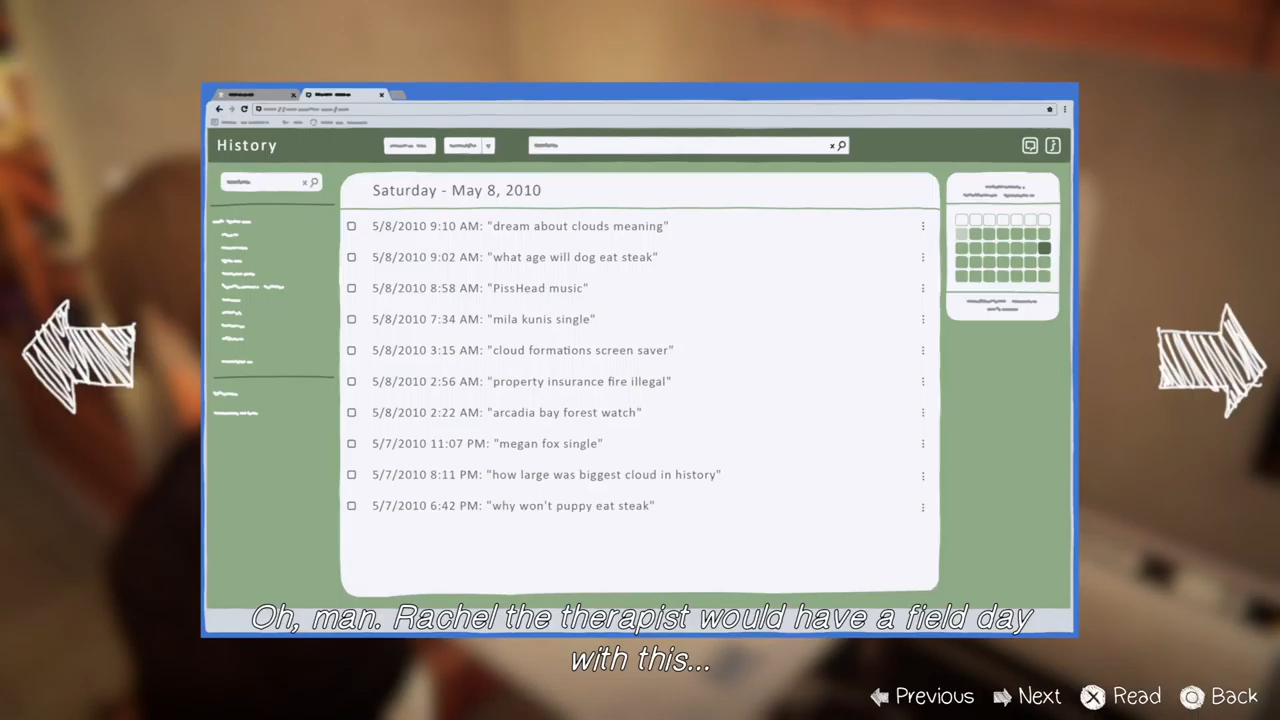 History
Saturday - May 8, 2010
5/8/2010 9:10 AM: "dream about clouds meaning"
5/8/2010 9:02 AM: "what age will dog eat steak"
5/8/2010 8:58 AM: "PissHead music"
5/8/2010 7:34 AM: "mila kunis single"
5/8/2010 3:15 AM: "cloud formations screen saver"
5/8/2010 2:56 AM: "property insurance fire illegal"
5/8/2010 2:22 AM: "arcadia bay forest watch"
5/7/2010 11:07 PM: "megan fox single"
5/7/2010 8:11 PM: "how large was biggest cloud in history"
5/7/2010 6:42 PM: "why won't puppy eat steak"
Oh, man. Rachel the therapist would have a field day
with this...
Previous Next Read Back